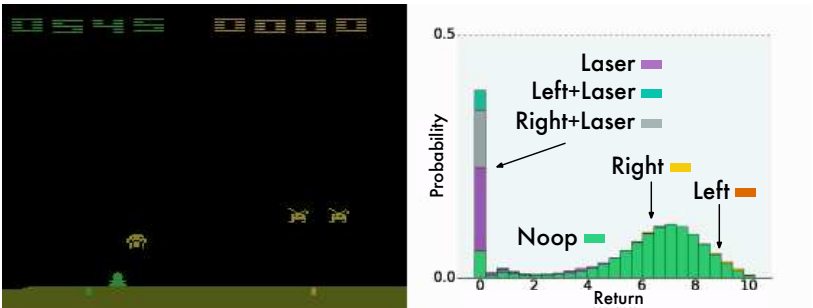 0545 0000
0.5
Laser
Left+Laser
Right+Laser
Right
Left
Noop
Probability
0.0
0 2 4 6 8 10
Return